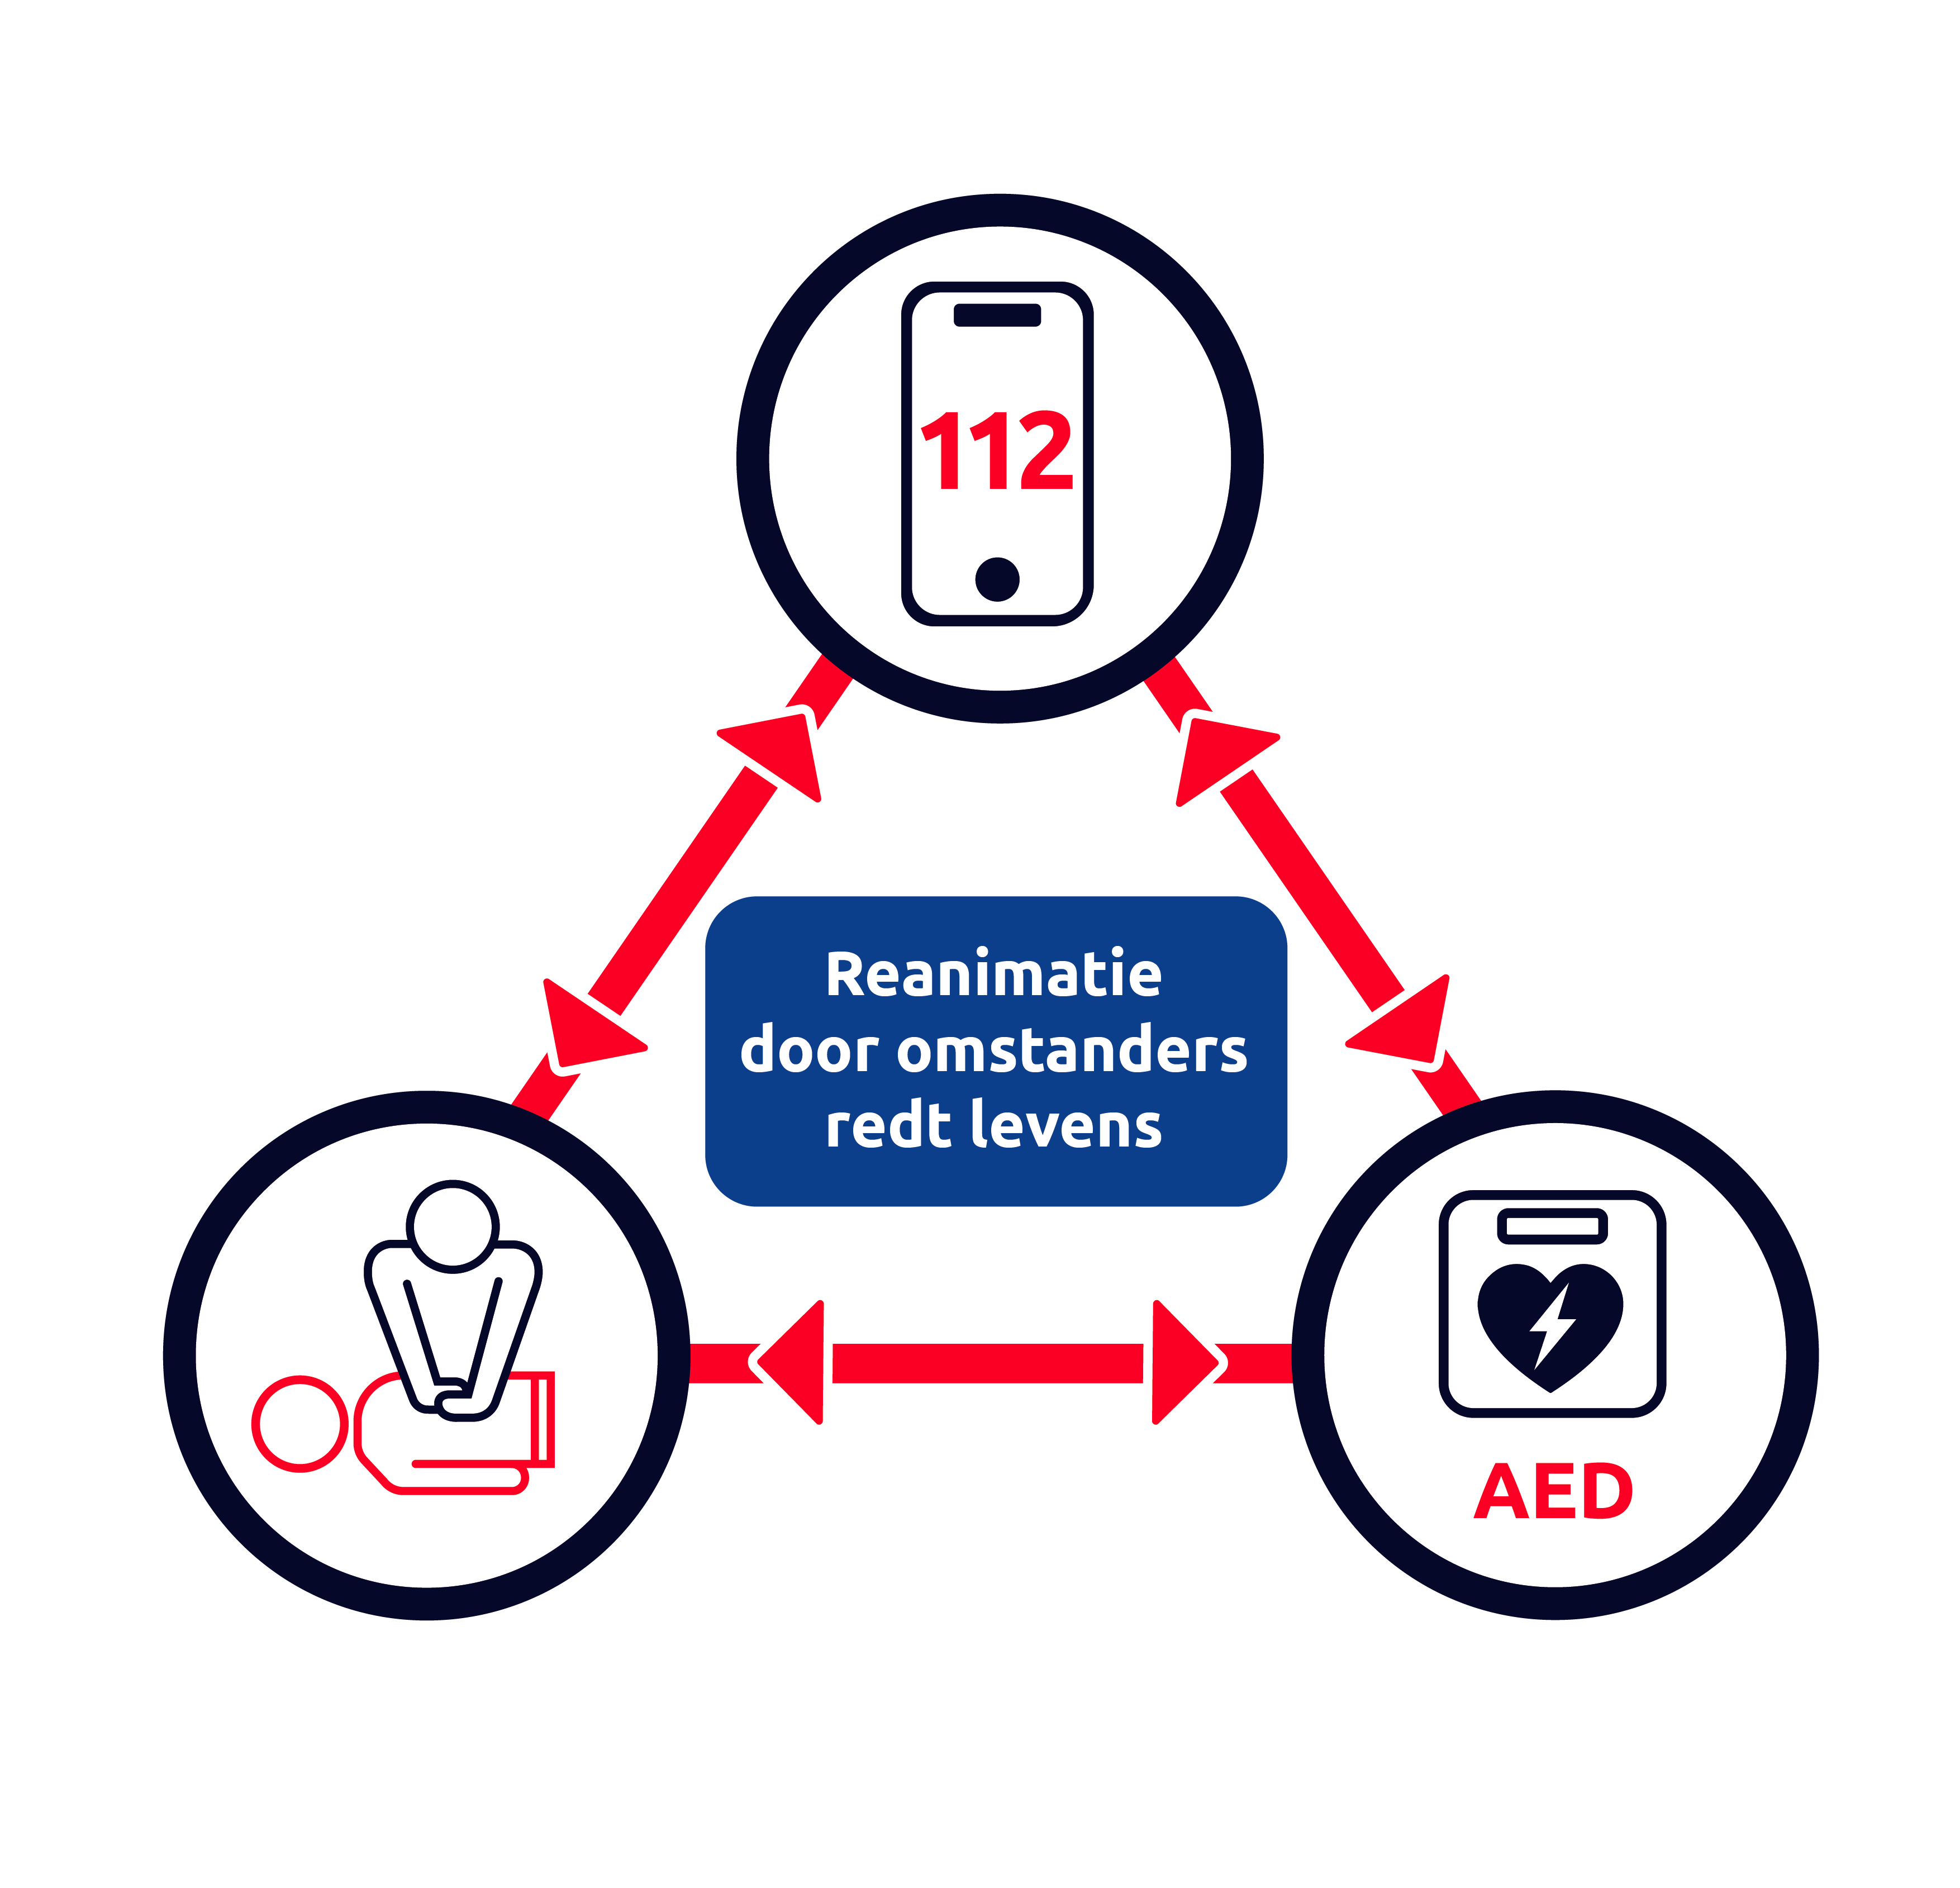 112
Reanimatie
door omstanders
redt levens
AED